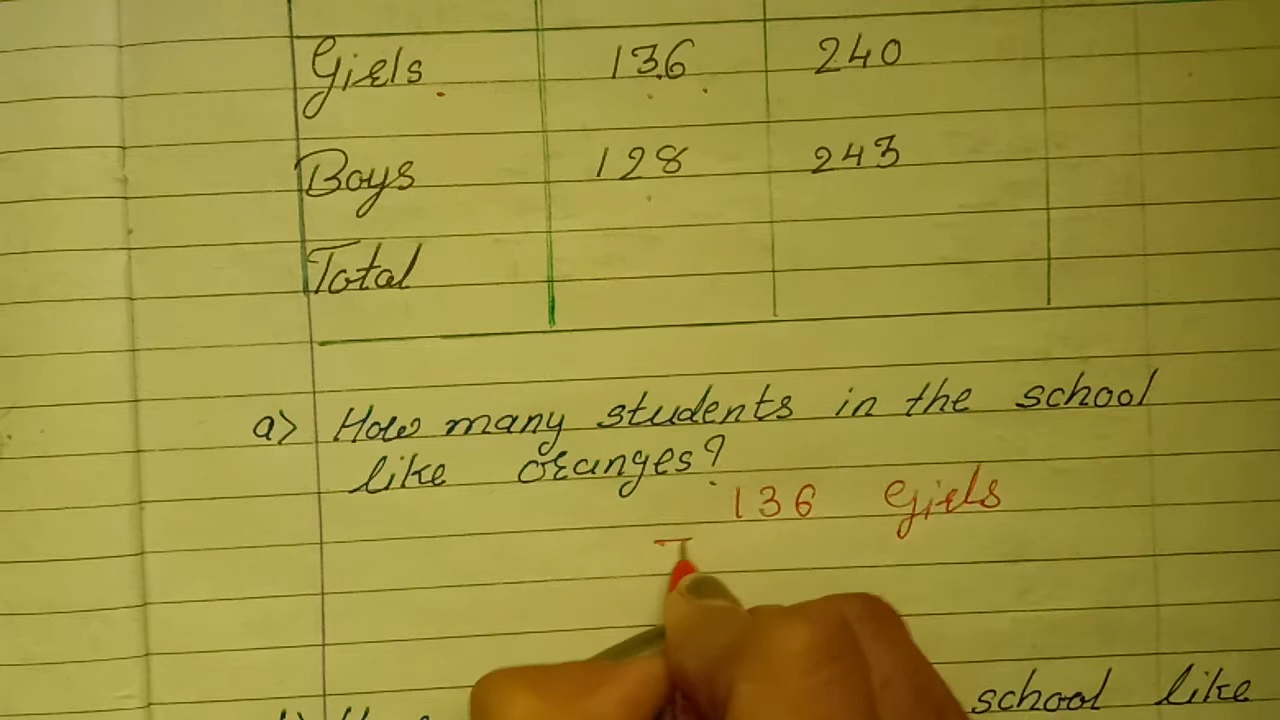 Girls 136 240
Boys 128 243
Total
a) How many students in the school
like oranges?
136 Girls
school like